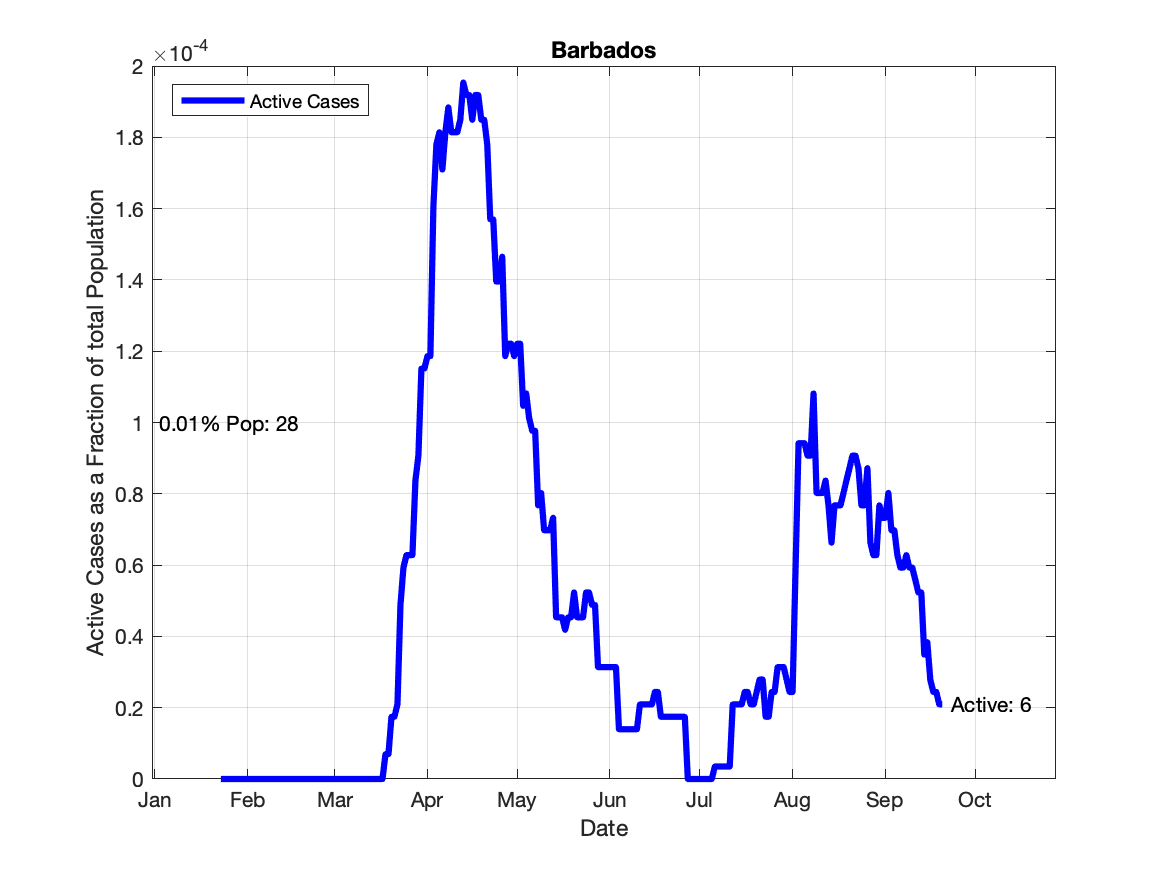 Barbados
×10-4
Active Cases
2
1.8
1.6
1.4
1.2
1
0.8
0.6
0.4
0.2
0
0.01% Pop: 28
Active: 6
Active Cases as a Fraction of total Population
Jan Feb Mar Apr May Jun Jul Aug Sep Oct
Date